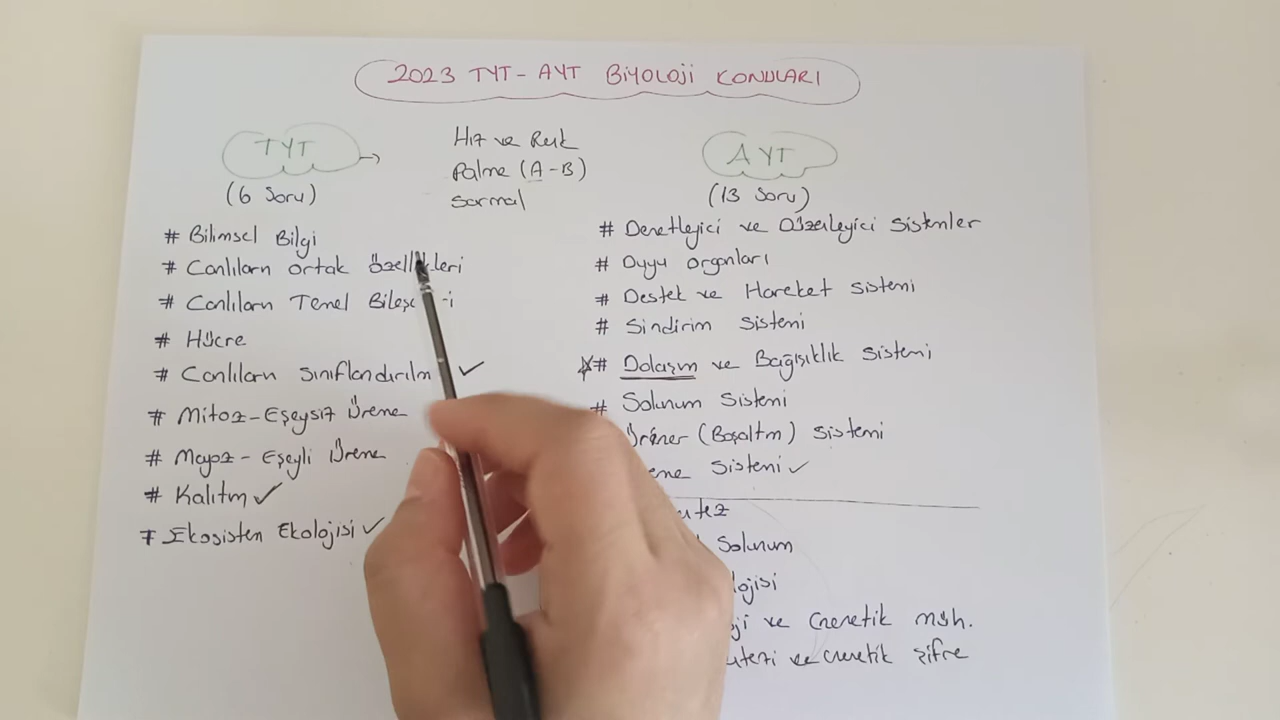 2023 TYT-AYT BİYOLOJİ KONULARI
TYT
(6 Soru)
# Bilimsel Bilgi
# Canlıların ortak özellikleri
# Canlıların Temel
# Hücre
# Canlıların sınıflandırılm ✓
# Mitoz-Eşeysiz Üreme
# Mayoz-Eşeyli Üreme
# Kalıtım ✓
# Ekosistem Ekolojisi ✓
Hız ve Renk
Palme (A-B)
Sarmal
AYT
(13 Soru)
# Denetleyici ve Düzenleyici Sistemler
# Duyu organları
# Destek ve Hareket sistemi
# Sindirim sistemi
# Dolaşım ve Bağışıklık sistemi
# Solunum Sistemi
Üriner (Boşaltım) sistemi
sistemi ✓
Solunum
ve Genetik müh.
ve Genetik şifre